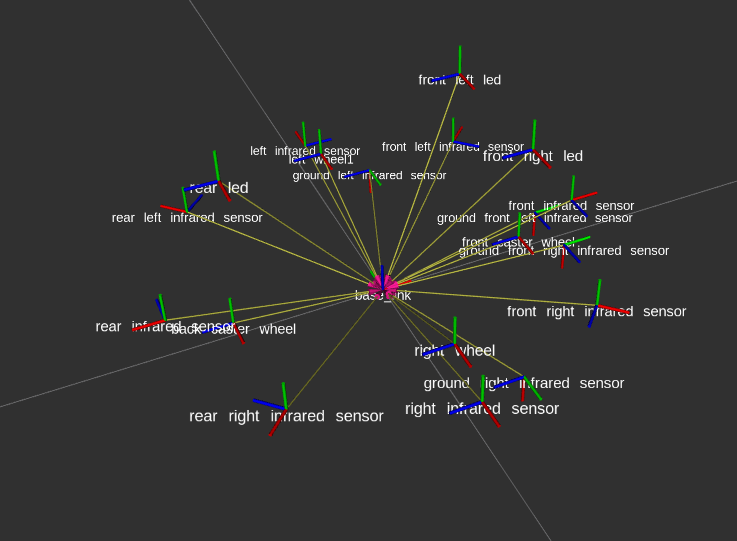 front left led
left infrared sensor
front left infrared sensor
left wheel1
front right led
ground left infrared sensor
rear led
front infrared sensor
rear left infrared sensor
ground front left infrared sensor
front caster wheel
ground front right infrared sensor
base_link
front right infrared sensor
rear infrared sensor
back caster wheel
right wheel
ground right infrared sensor
right infrared sensor
rear right infrared sensor